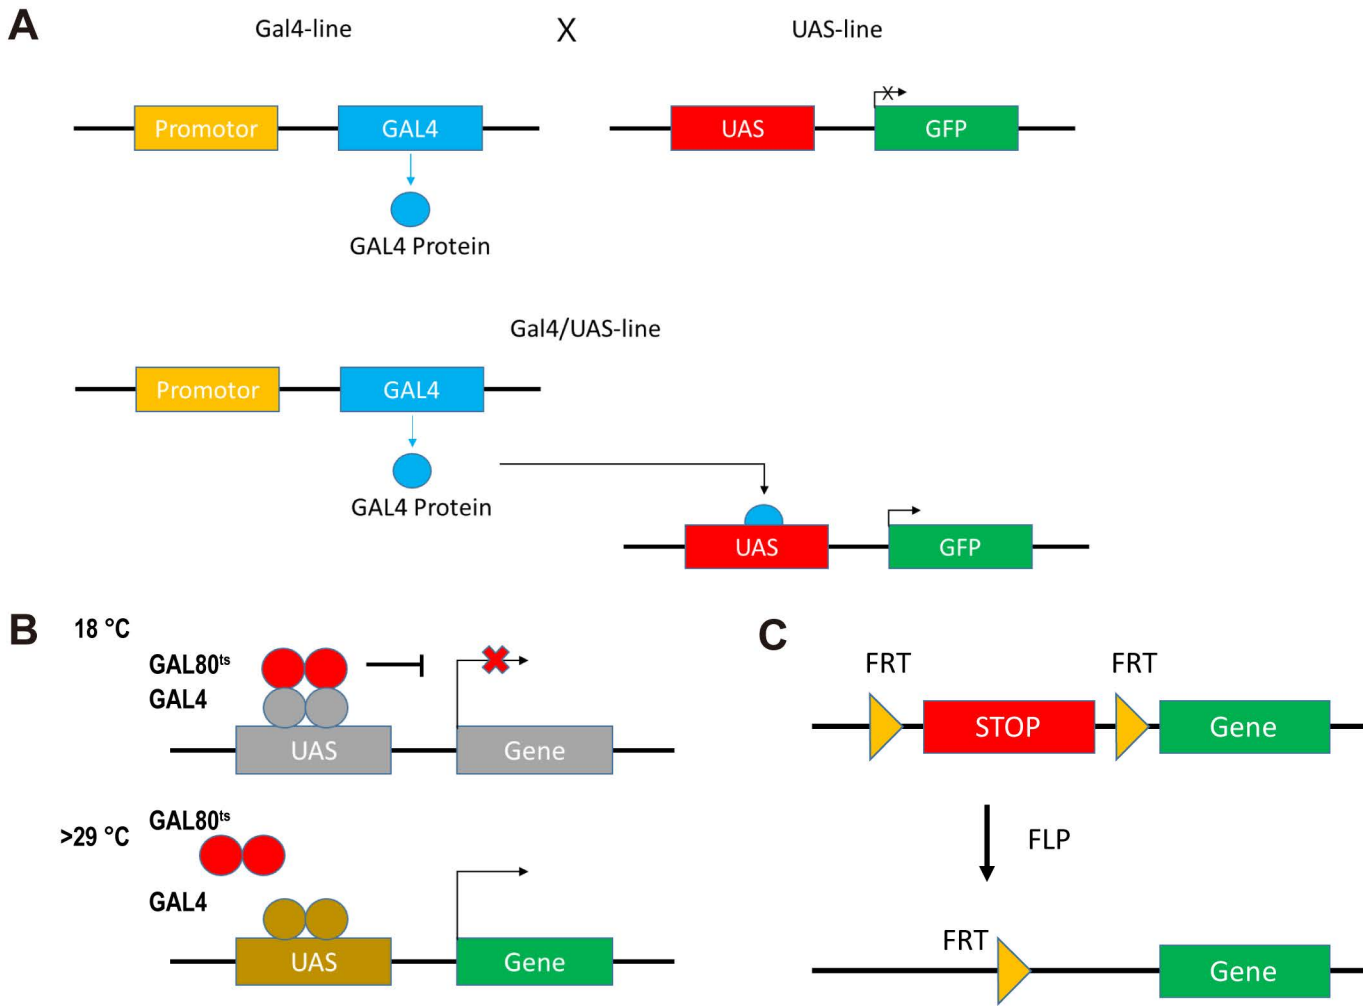 A
Gal4-line X UAS-line
Promotor GAL4 UAS GFP
GAL4 Protein
Gal4/UAS-line
Promotor GAL4
GAL4 Protein
UAS GFP
B
18 °C
GAL80ts
GAL4
UAS Gene
GAL80ts
>29 °C
GAL4
UAS Gene
C
FRT FRT
STOP Gene
FLP
FRT
Gene